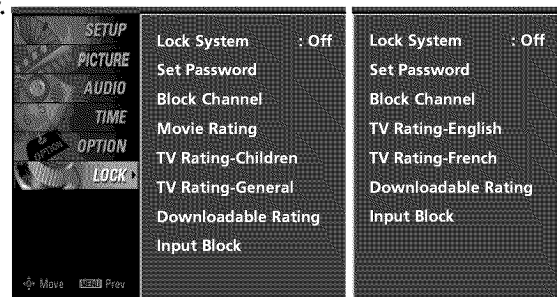 SETUP
PICTURE
AUDIO
TIME
OPTION
LOCK
Move MENU Prev
Lock System : Off
Set Password
Block Channel
Movie Rating
TV Rating-Children
TV Rating-General
Downloadable Rating
Input Block
Lock System : Off
Set Password
Block Channel
TV Rating-English
TV Rating-French
Downloadable Rating
Input Block